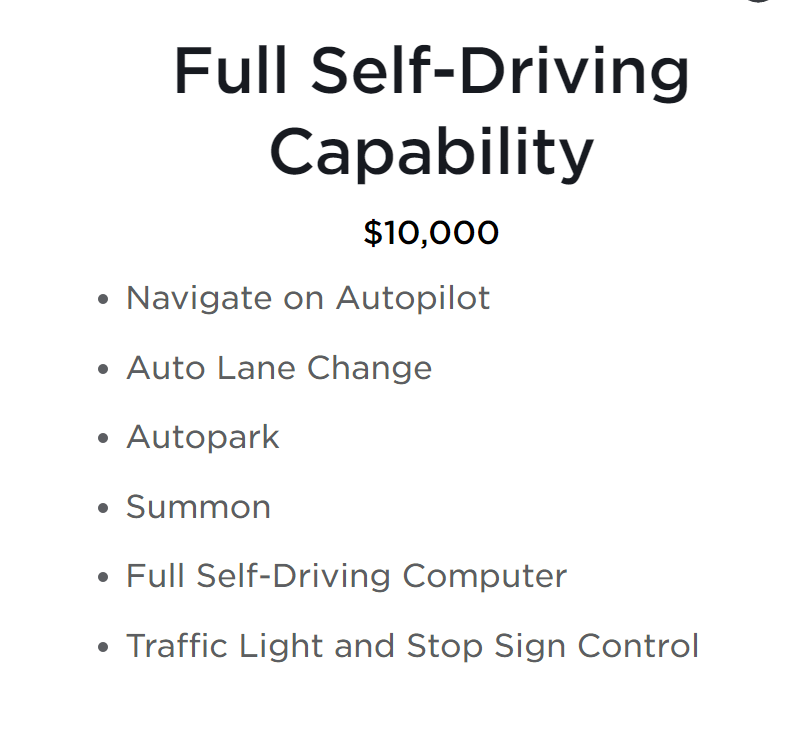 Full Self-Driving
Capability
$10,000
• Navigate on Autopilot
• Auto Lane Change
• Autopark
• Summon
• Full Self-Driving Computer
• Traffic Light and Stop Sign Control